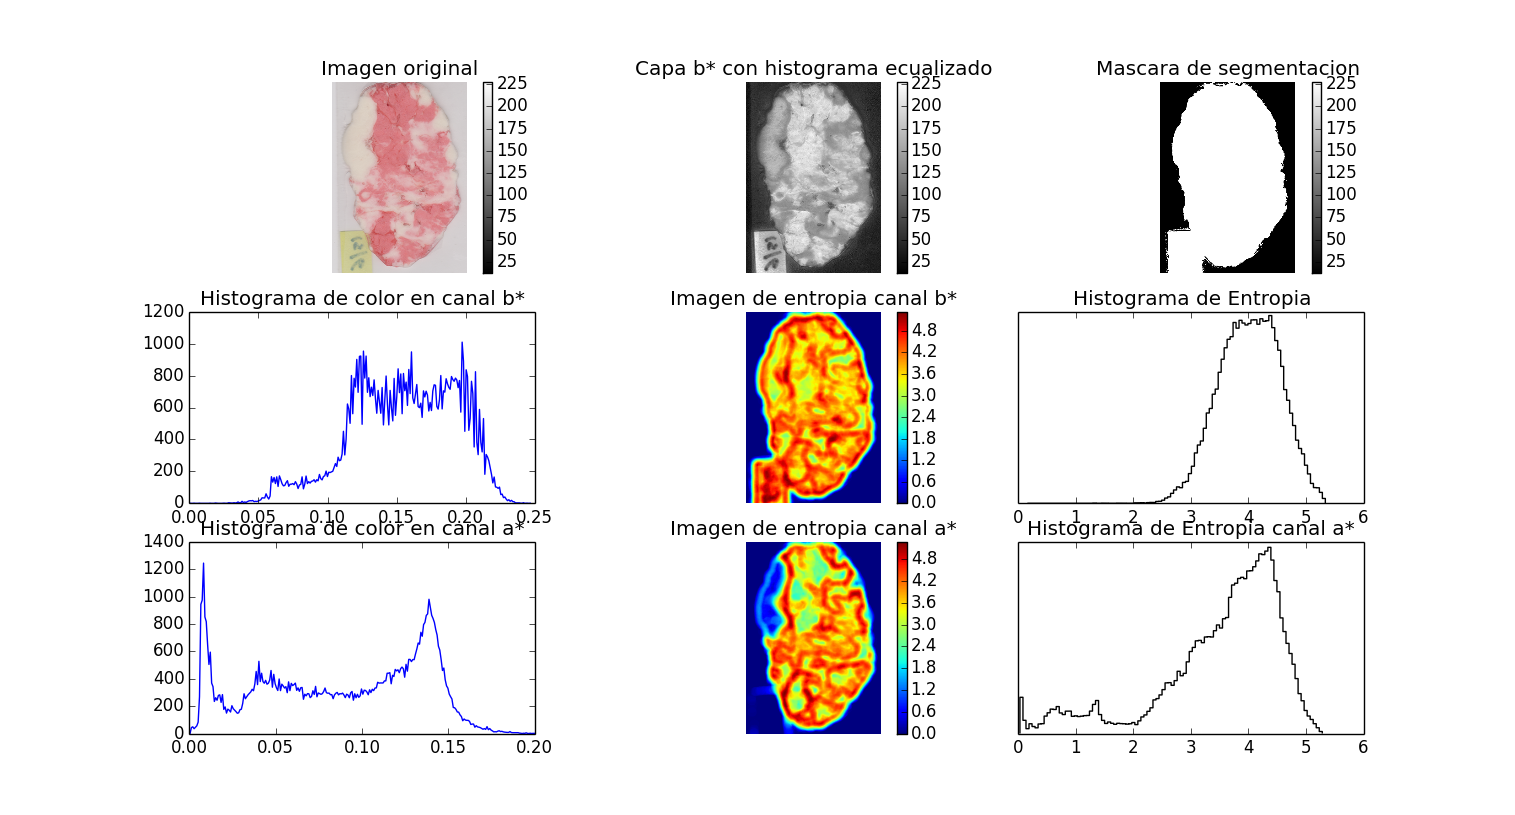 Imagen original
Capa b* con histograma ecualizado
Mascara de segmentacion
225 225 225
200 200 200
175 175 175
150 150 150
125 125 125
100 100 100
75 75 75
50 50 50
25 25 25
Histograma de color en canal b*
1200
1000
800
600
400
200
0
0.00 0.05 0.10 0.15 0.20 0.25
Imagen de entropia canal b*
4.8
4.2
3.6
3.0
2.4
1.8
1.2
0.6
0.0
Histograma de Entropia
0 1 2 3 4 5 6
Histograma de color en canal a*
1400
1200
1000
800
600
400
200
0
0.00 0.05 0.10 0.15 0.20
Imagen de entropia canal a*
4.8
4.2
3.6
3.0
2.4
1.8
1.2
0.6
0.0
Histograma de Entropia canal a*
0 1 2 3 4 5 6